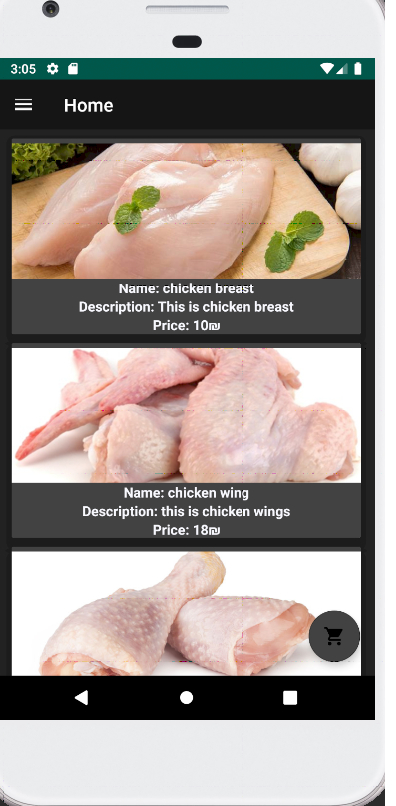 3:05
Home
Name: chicken breast
Description: This is chicken breast
Price: 10₪
Name: chicken wing
Description: this is chicken wings
Price: 18₪